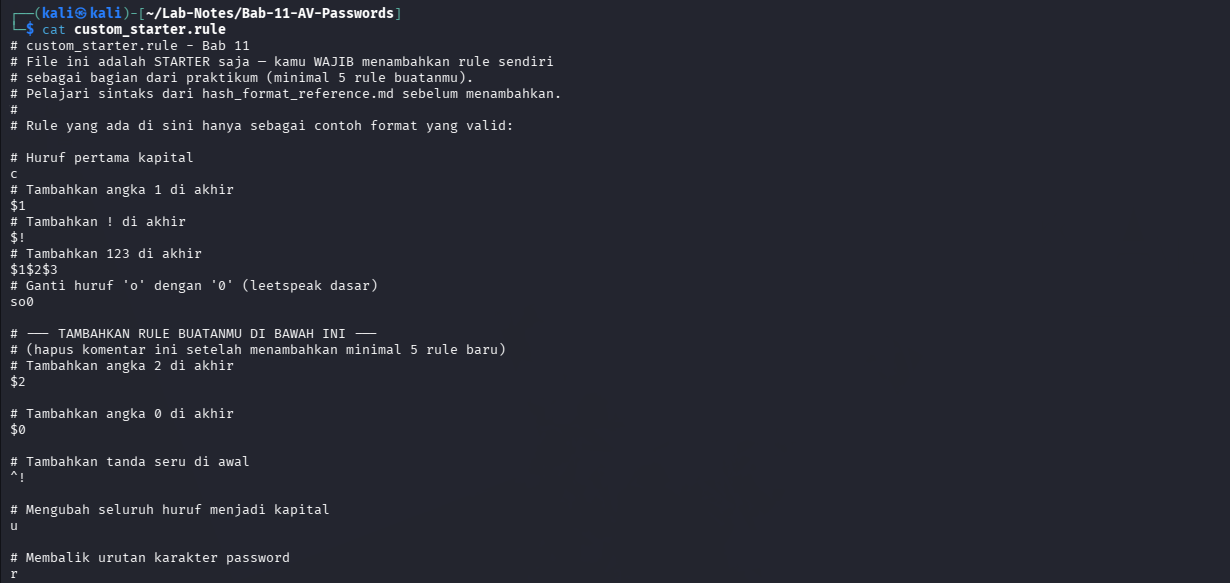 ┌──(kali㉿kali)-[~/Lab-Notes/Bab-11-AV-Passwords]
└─$ cat custom_starter.rule
# custom_starter.rule - Bab 11
# File ini adalah STARTER saja — kamu WAJIB menambahkan rule sendiri
# sebagai bagian dari praktikum (minimal 5 rule buatanmu).
# Pelajari sintaks dari hash_format_reference.md sebelum menambahkan.
#
# Rule yang ada di sini hanya sebagai contoh format yang valid:

# Huruf pertama kapital
c
# Tambahkan angka 1 di akhir
$1
# Tambahkan ! di akhir
$!
# Tambahkan 123 di akhir
$1$2$3
# Ganti huruf 'o' dengan '0' (leetspeak dasar)
so0

# ─── TAMBAHKAN RULE BUATANMU DI BAWAH INI ───
# (hapus komentar ini setelah menambahkan minimal 5 rule baru)
# Tambahkan angka 2 di akhir
$2

# Tambahkan angka 0 di akhir
$0

# Tambahkan tanda seru di awal
^!

# Mengubah seluruh huruf menjadi kapital
u

# Membalik urutan karakter password
r